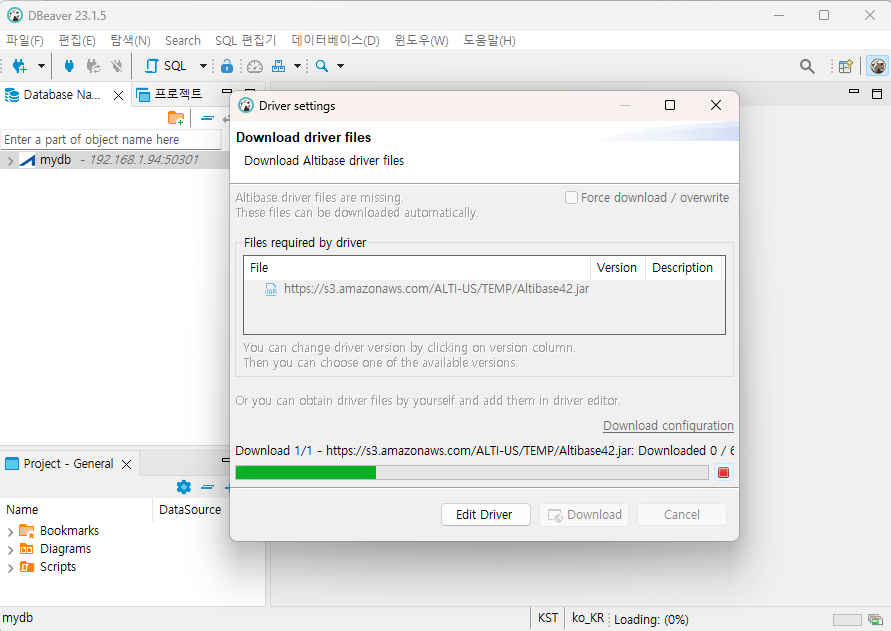 DBeaver 23.1.5
파일(F) 편집(E) 탐색(N) Search SQL 편집기 데이터베이스(D) 윈도우(W) 도움말(H)
SQL
Database Na... 프로젝트
Enter a part of object name here
mydb - 192.168.1.94:50301
Driver settings
Download driver files
Download Altibase driver files
Altibase driver files are missing.
These files can be downloaded automatically.
Force download / overwrite
Files required by driver
File Version Description
JAR https://s3.amazonaws.com/ALTI-US/TEMP/Altibase42.jar
You can change driver version by clicking on version column.
Then you can choose one of the available versions.
Or you can obtain driver files by yourself and add them in driver editor.
Download configuration
Download 1/1 - https://s3.amazonaws.com/ALTI-US/TEMP/Altibase42.jar: Downloaded 0 / 6
Edit Driver Download Cancel
Project - General
Name DataSource
Bookmarks
Diagrams
Scripts
mydb KST ko_KR Loading: (0%)